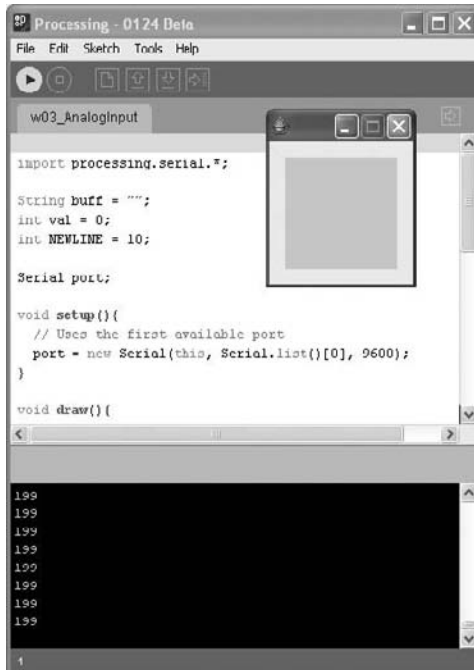 Processing - 0124 Beta
File Edit Sketch Tools Help
w03_AnalogInput
import processing.serial.*;
String buff = "";
int val = 0;
int NEWLINE = 10;
Serial port;
void setup(){
// Uses the first available port
port = new Serial(this, Serial.list()[0], 9600);
}
void draw(){
199
199
199
199
199
199
199
199
1